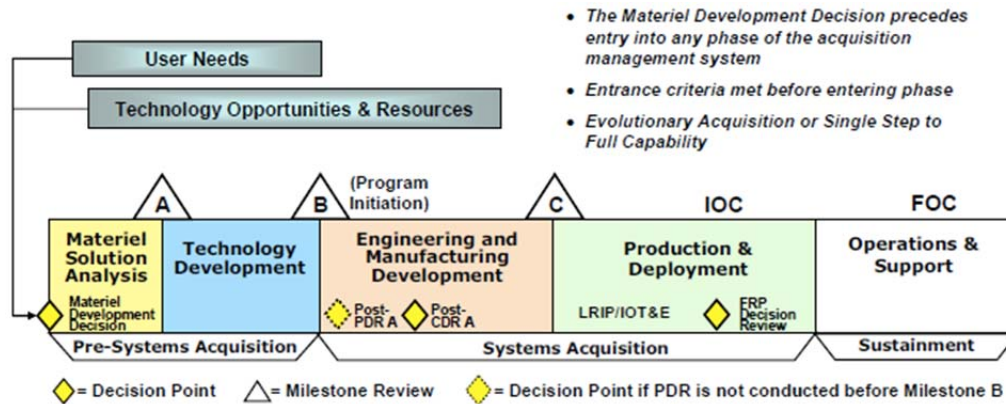 User Needs
Technology Opportunities & Resources
• The Materiel Development Decision precedes
entry into any phase of the acquisition
management system
• Entrance criteria met before entering phase
• Evolutionary Acquisition or Single Step to
Full Capability
A
B
(Program
Initiation)
C
IOC
FOC
Materiel
Solution
Analysis
Materiel
Development
Decision
Technology
Development
Engineering and
Manufacturing
Development
Post-
PDR A
Post-
CDR A
Production &
Deployment
LRIP/IOT&E
FRP
Decision
Review
Operations &
Support
Pre-Systems Acquisition
Systems Acquisition
Sustainment
= Decision Point
= Milestone Review
= Decision Point if PDR is not conducted before Milestone B